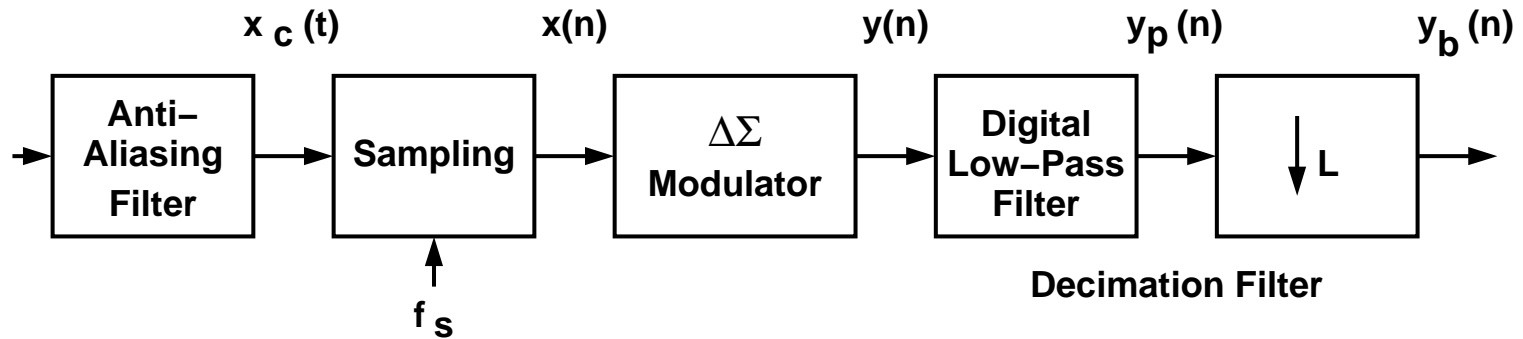 x c (t)
x(n)
y(n)
y p (n)
y b (n)
Anti–
Aliasing
Filter
Sampling
ΔΣ
Modulator
Digital
Low–Pass
Filter
L
f s
Decimation Filter